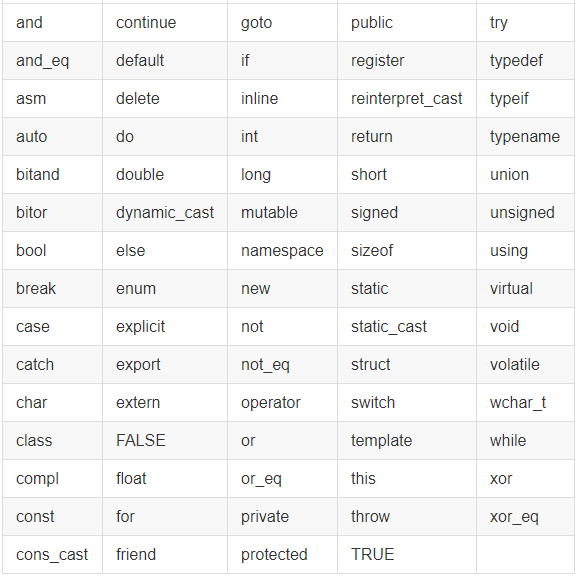 and continue goto public try
and_eq default if register typedef
asm delete inline reinterpret_cast typeif
auto do int return typename
bitand double long short union
bitor dynamic_cast mutable signed unsigned
bool else namespace sizeof using
break enum new static virtual
case explicit not static_cast void
catch export not_eq struct volatile
char extern operator switch wchar_t
class FALSE or template while
compl float or_eq this xor
const for private throw xor_eq
cons_cast friend protected TRUE